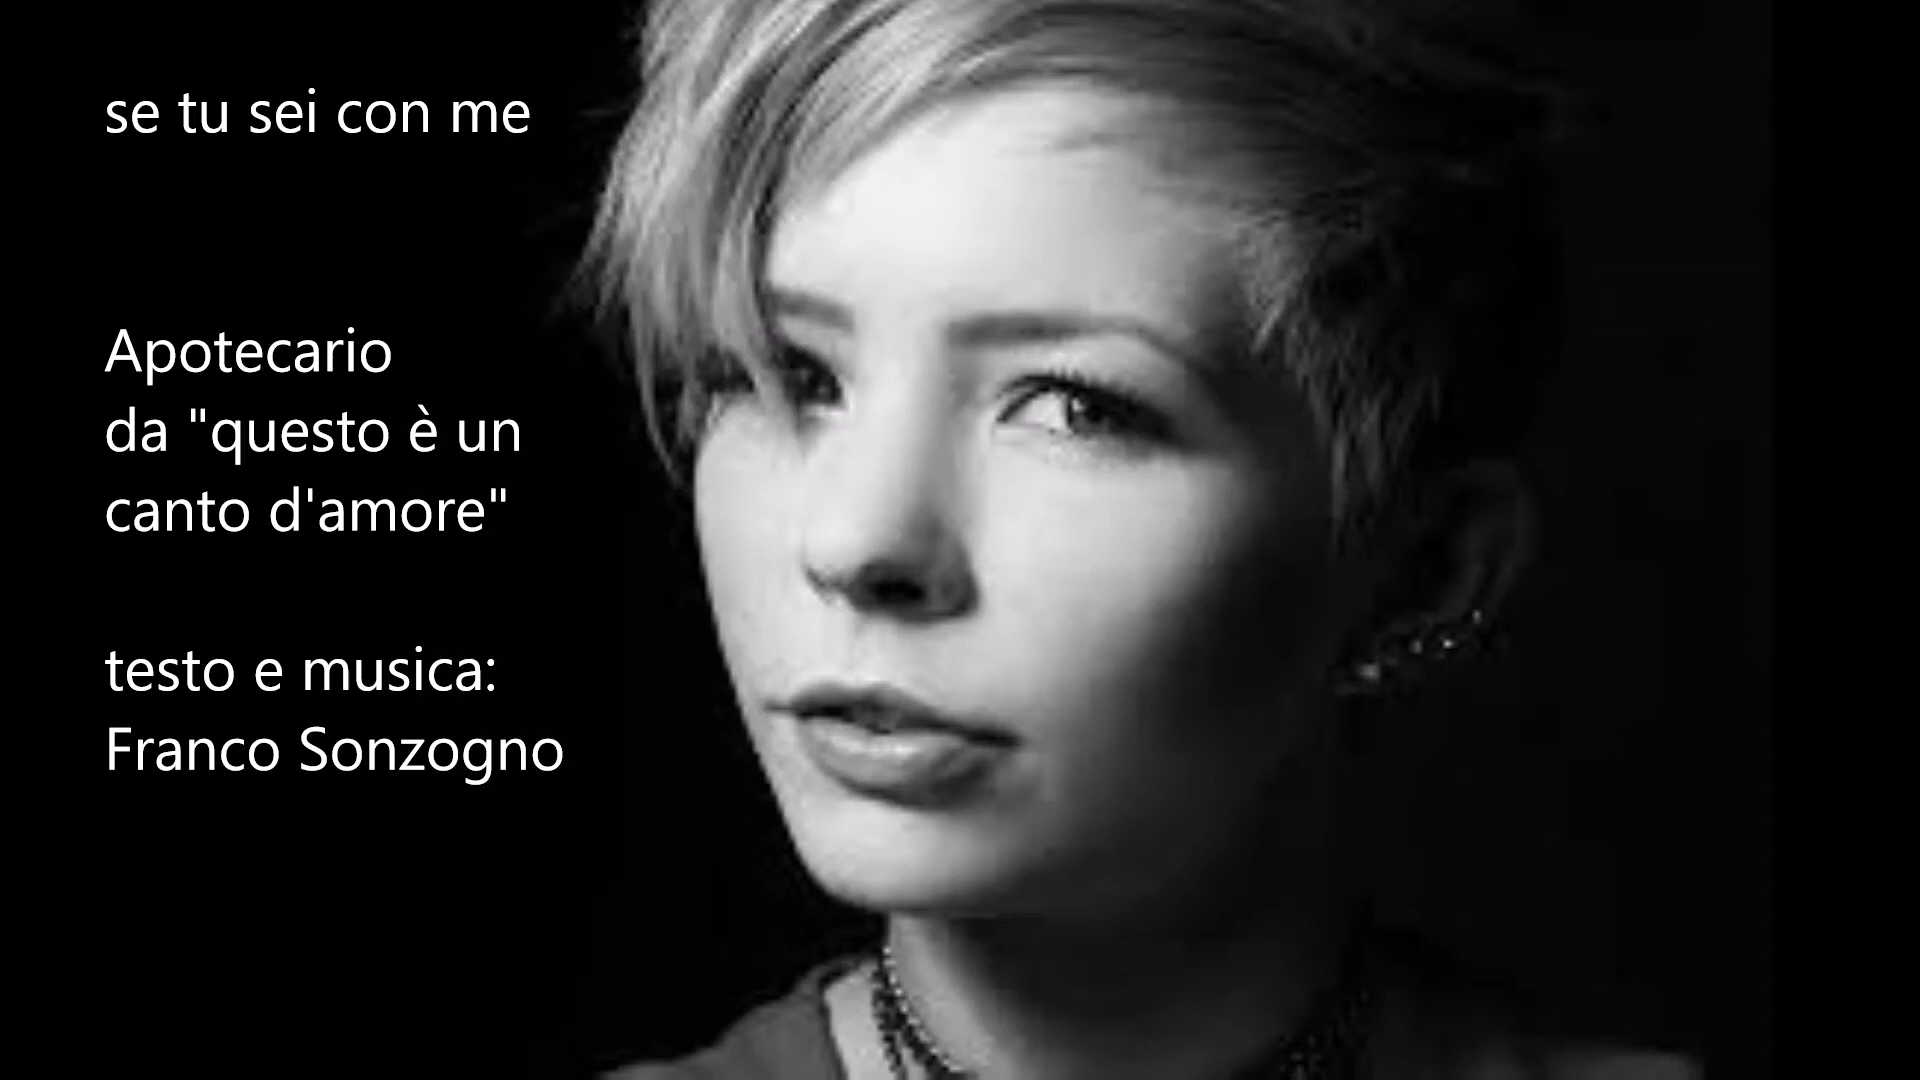 se tu sei con me
Apotecario
da "questo è un
canto d'amore"
testo e musica:
Franco Sonzogno